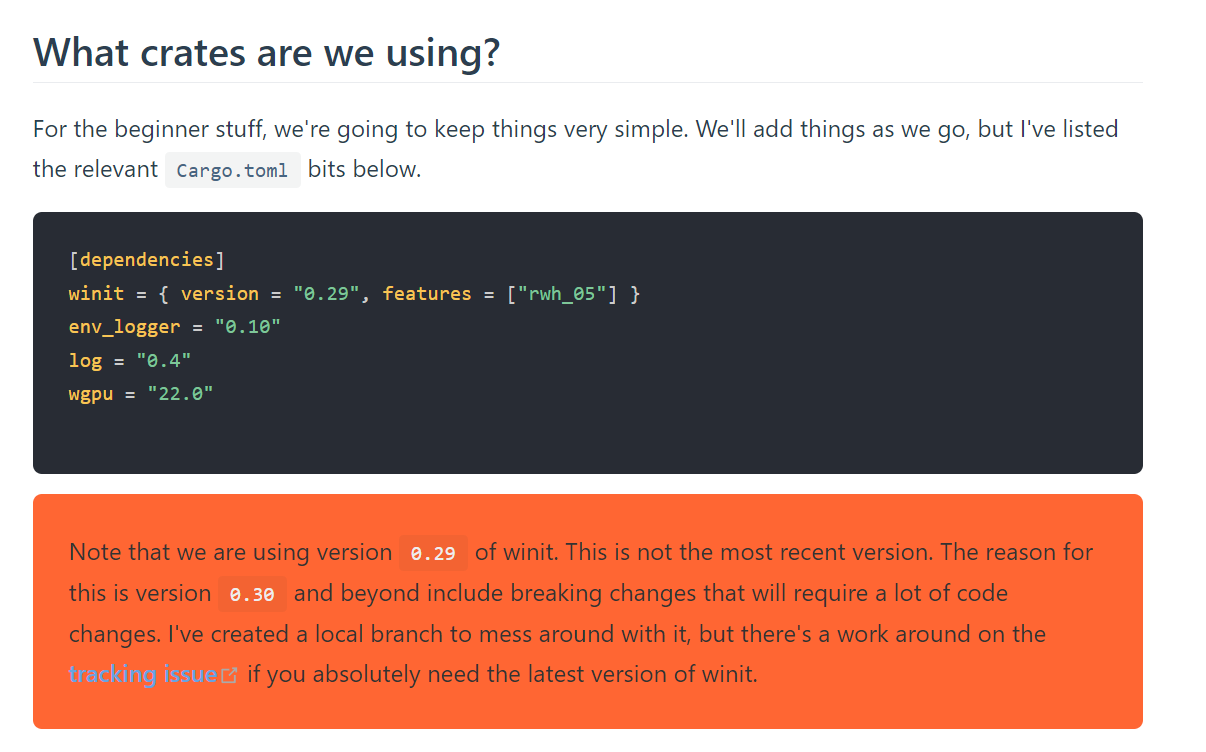 What crates are we using?
For the beginner stuff, we're going to keep things very simple. We'll add things as we go, but I've listed
the relevant Cargo.toml bits below.
[dependencies]
winit = { version = "0.29", features = ["rwh_05"] }
env_logger = "0.10"
log = "0.4"
wgpu = "22.0"
Note that we are using version 0.29 of winit. This is not the most recent version. The reason for
this is version 0.30 and beyond include breaking changes that will require a lot of code
changes. I've created a local branch to mess around with it, but there's a work around on the
tracking issue if you absolutely need the latest version of winit.